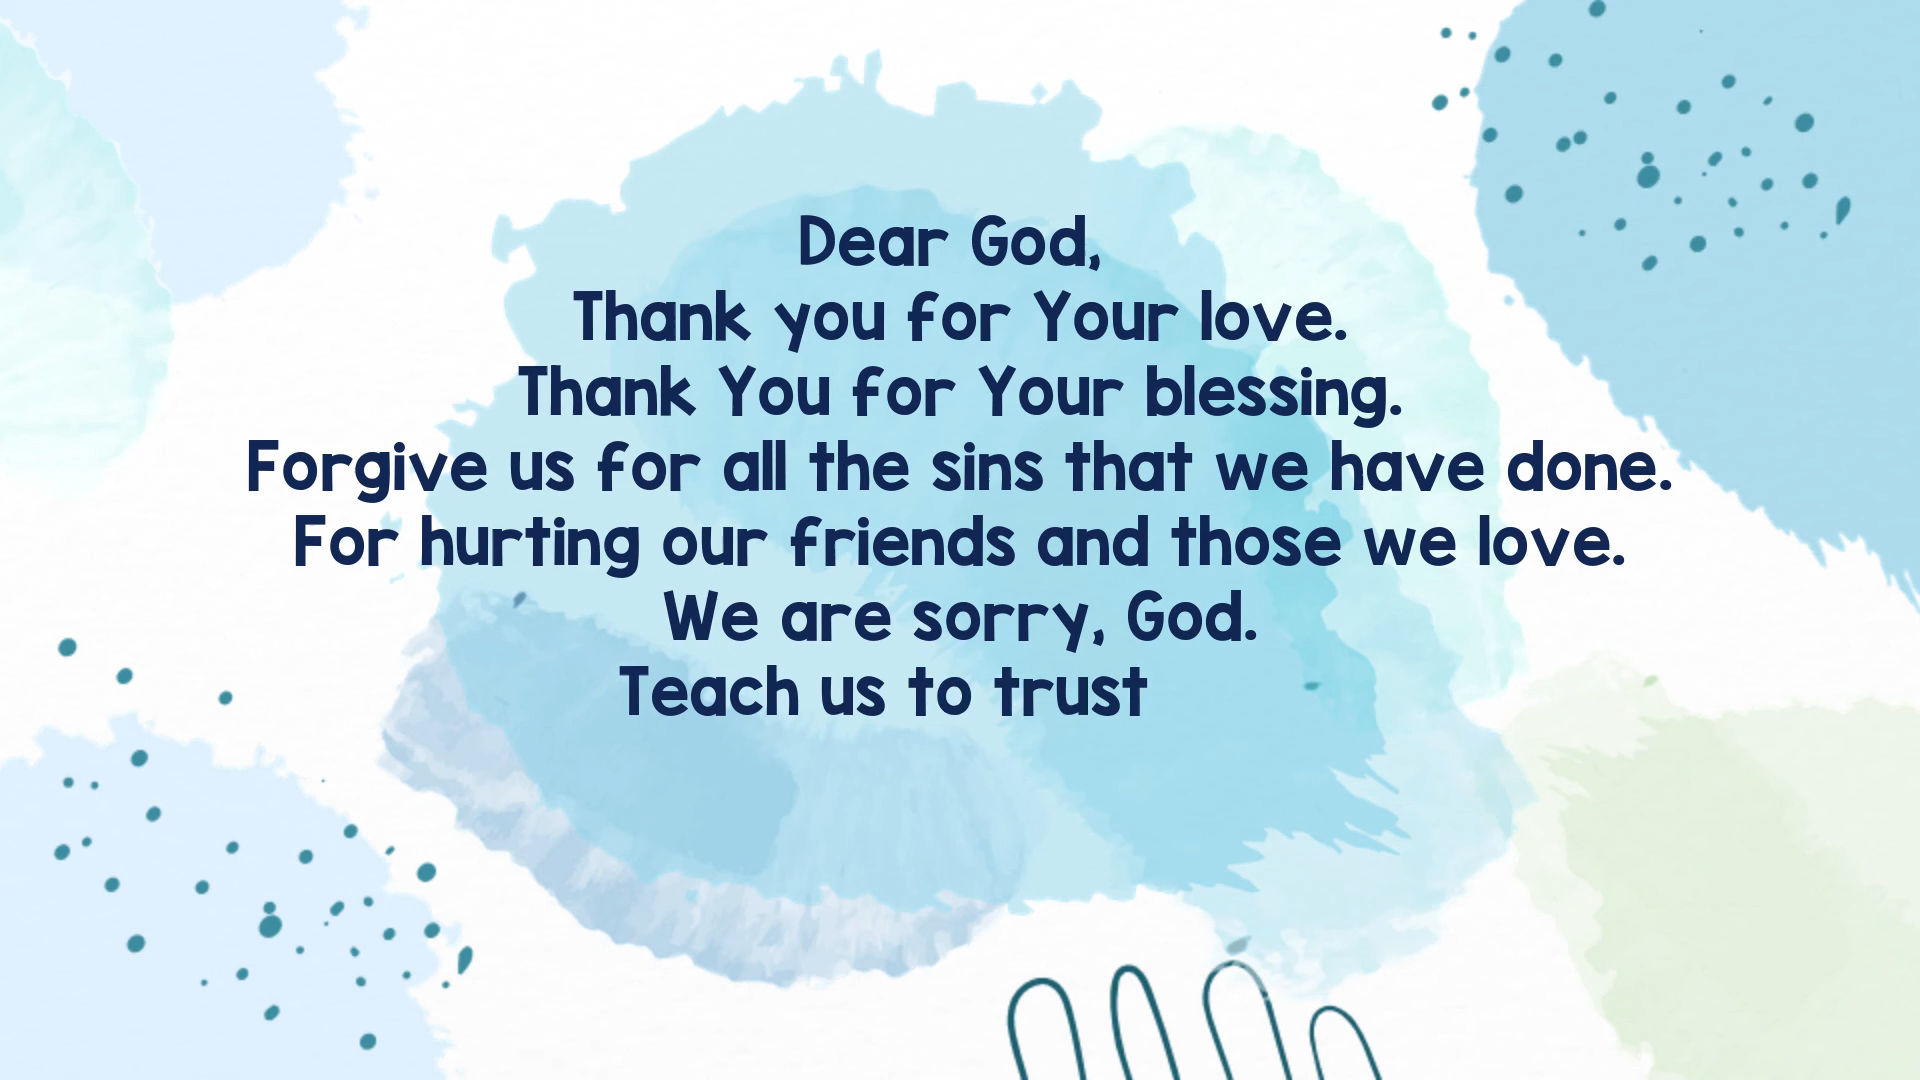 Dear God,
Thank you for Your love.
Thank You for Your blessing.
Forgive us for all the sins that we have done.
For hurting our friends and those we love.
We are sorry, God.
Teach us to trust